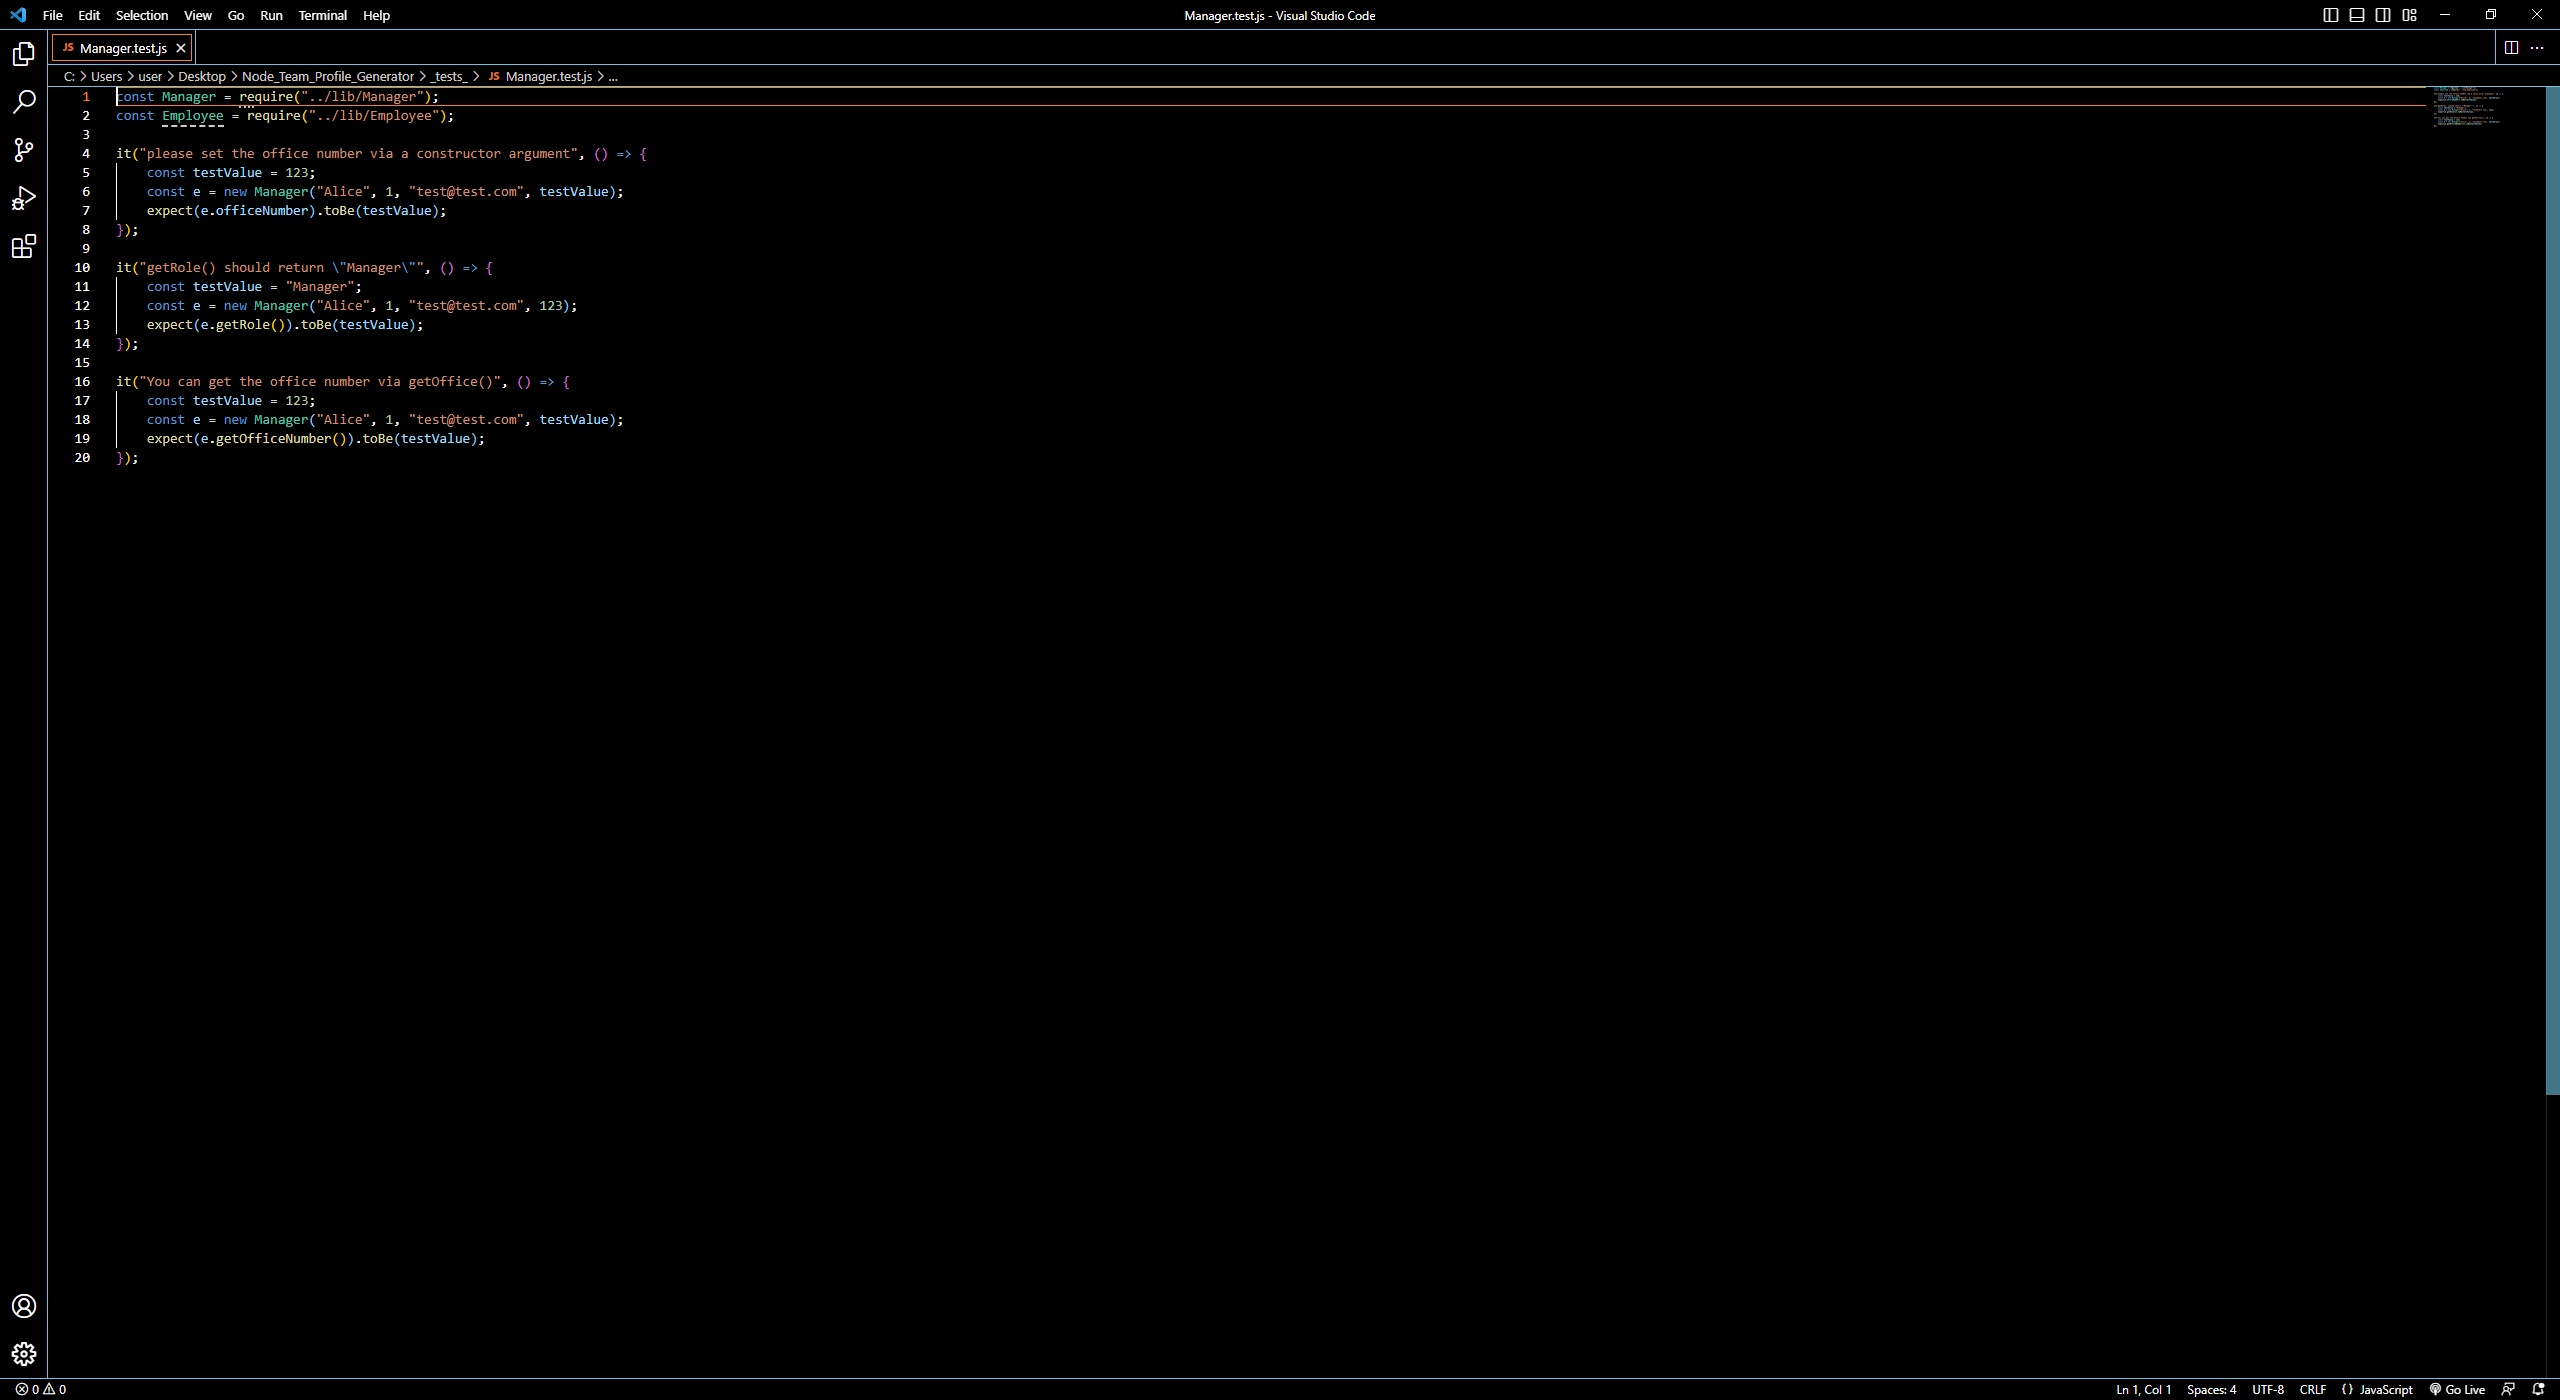 File Edit Selection View Go Run Terminal Help
Manager.test.js - Visual Studio Code
JS Manager.test.js
C: > Users > user > Desktop > Node_Team_Profile_Generator > _tests_ > JS Manager.test.js > ...
1 const Manager = require("../lib/Manager");
2 const Employee = require("../lib/Employee");
3
4 it("please set the office number via a constructor argument", () => {
5 const testValue = 123;
6 const e = new Manager("Alice", 1, "test@test.com", testValue);
7 expect(e.officeNumber).toBe(testValue);
8 });
9
10 it("getRole() should return \"Manager\"", () => {
11 const testValue = "Manager";
12 const e = new Manager("Alice", 1, "test@test.com", 123);
13 expect(e.getRole()).toBe(testValue);
14 });
15
16 it("You can get the office number via getOffice()", () => {
17 const testValue = 123;
18 const e = new Manager("Alice", 1, "test@test.com", testValue);
19 expect(e.getOfficeNumber()).toBe(testValue);
20 });
0 0
Ln 1, Col 1 Spaces: 4 UTF-8 CRLF {} JavaScript Go Live